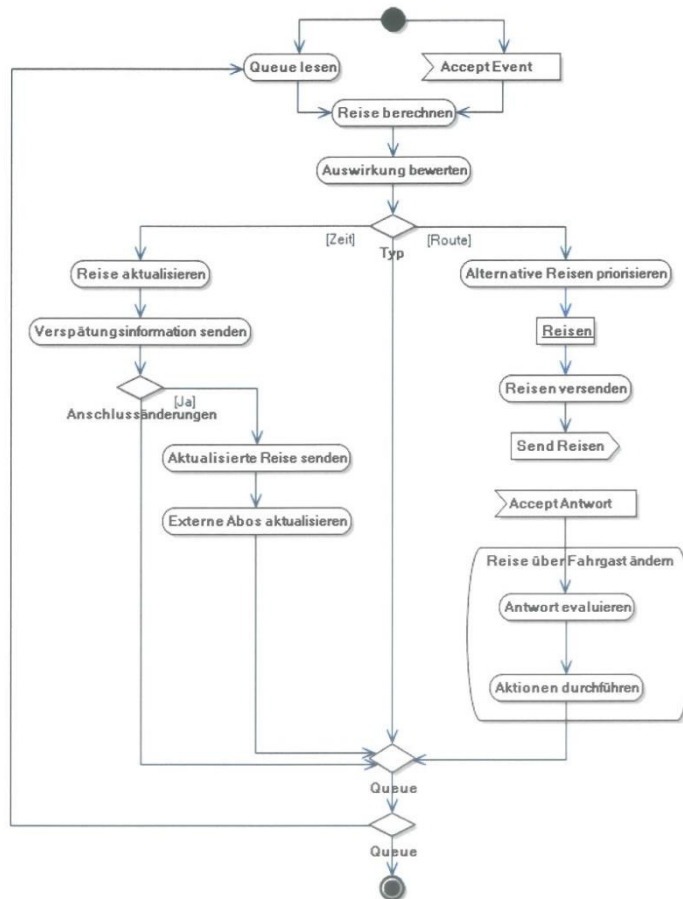 Queue lesen
Accept Event
Reise berechnen
Auswirkung bewerten
[Zeit]
[Route]
Typ
Reise aktualisieren
Alternative Reisen priorisieren
Verspätungsinformation senden
Reisen
Anschlussänderungen
[Ja]
Reisen versenden
Aktualisierte Reise senden
Send Reisen
Externe Abos aktualisieren
Accept Antwort
Reise über Fahrgast ändern
Antwort evaluieren
Aktionen durchführen
Queue
Queue